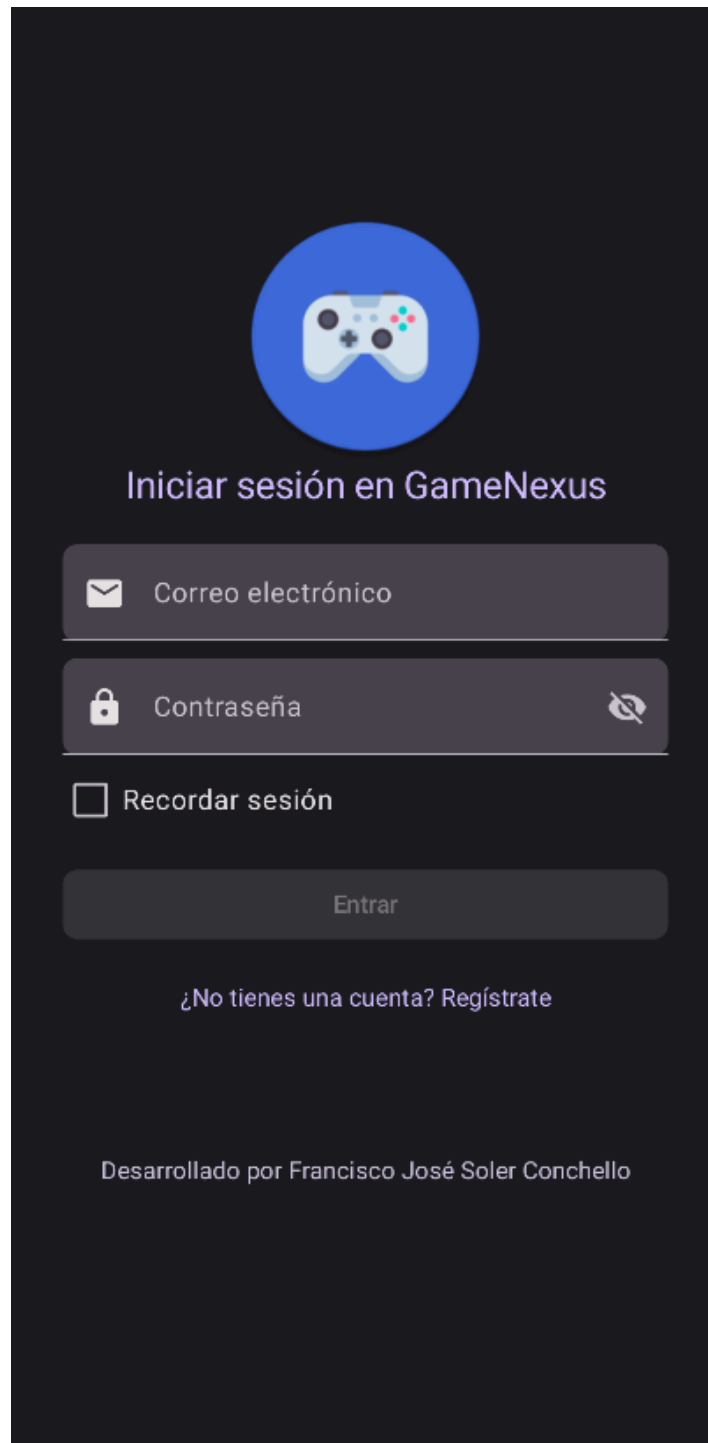 Iniciar sesión en GameNexus
Correo electrónico
Contraseña
Recordar sesión
Entrar
¿No tienes una cuenta? Regístrate
Desarrollado por Francisco José Soler Conchello